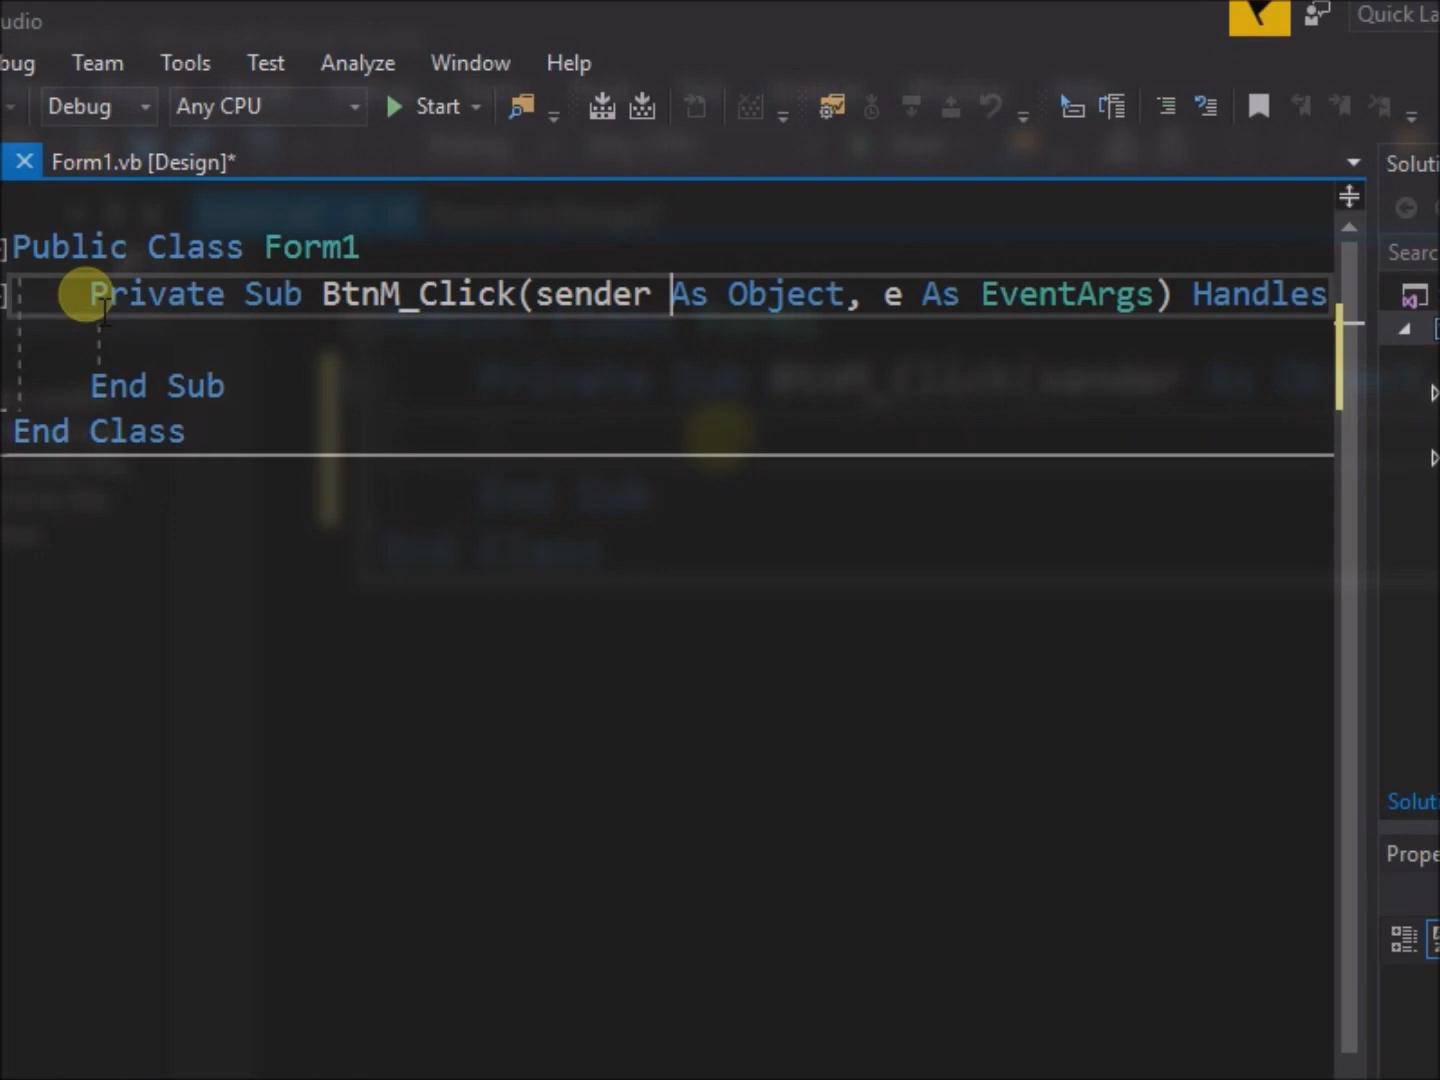 udio
Quick La
bug Team Tools Test Analyze Window Help
Debug Any CPU Start
Form1.vb [Design]*
Soluti
Public Class Form1
Searc
Private Sub BtnM_Click(sender As Object, e As EventArgs) Handles
End Sub
End Class
Soluti
Prope